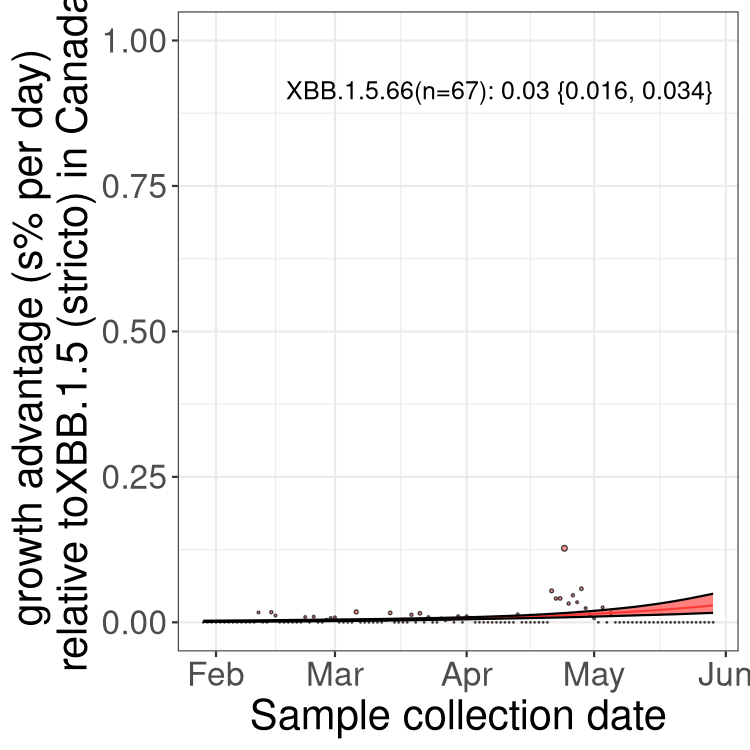 growth advantage (s% per day)
relative toXBB.1.5 (stricto) in Canada
1.00
0.75
0.50
0.25
0.00
XBB.1.5.66(n=67): 0.03 {0.016, 0.034}
Feb
Mar
Apr
May
Jun
Sample collection date